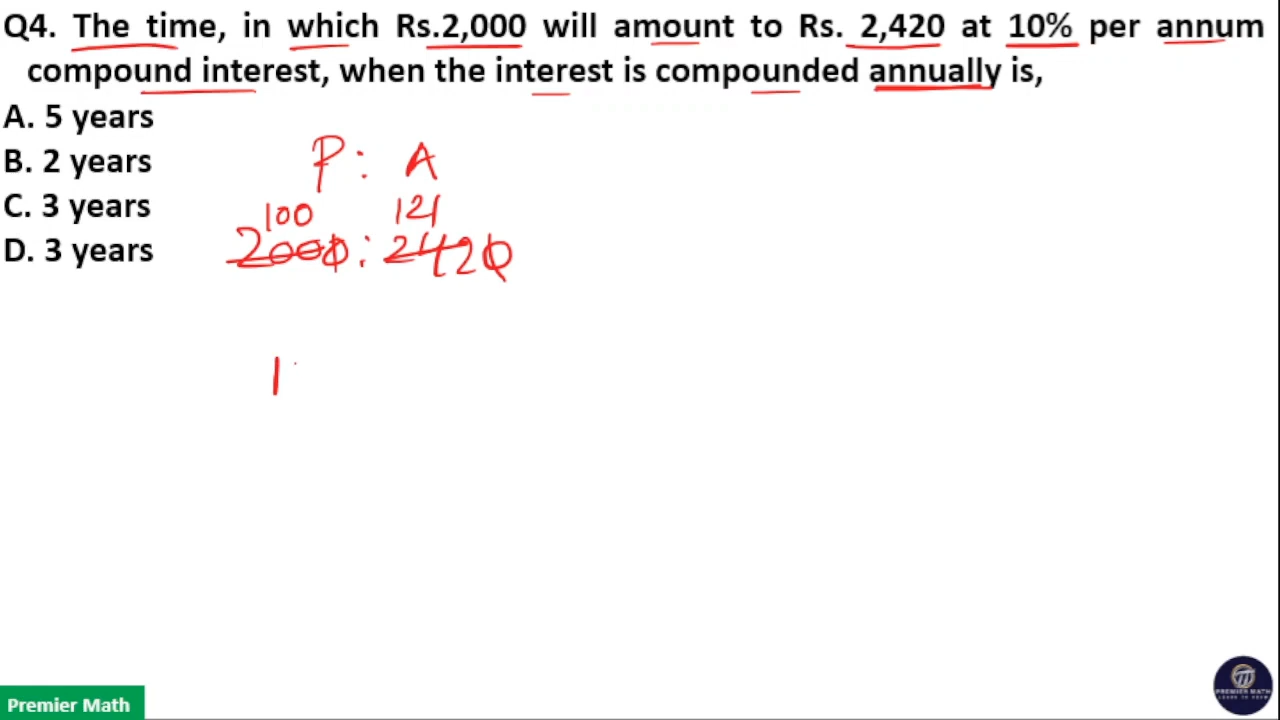 Q4. The time, in which Rs.2,000 will amount to Rs. 2,420 at 10% per annum
compound interest, when the interest is compounded annually is,
A. 5 years
B. 2 years
C. 3 years
D. 3 years
P : A
100 121
2000 : 2420
1
Premier Math
PREMIER MATH